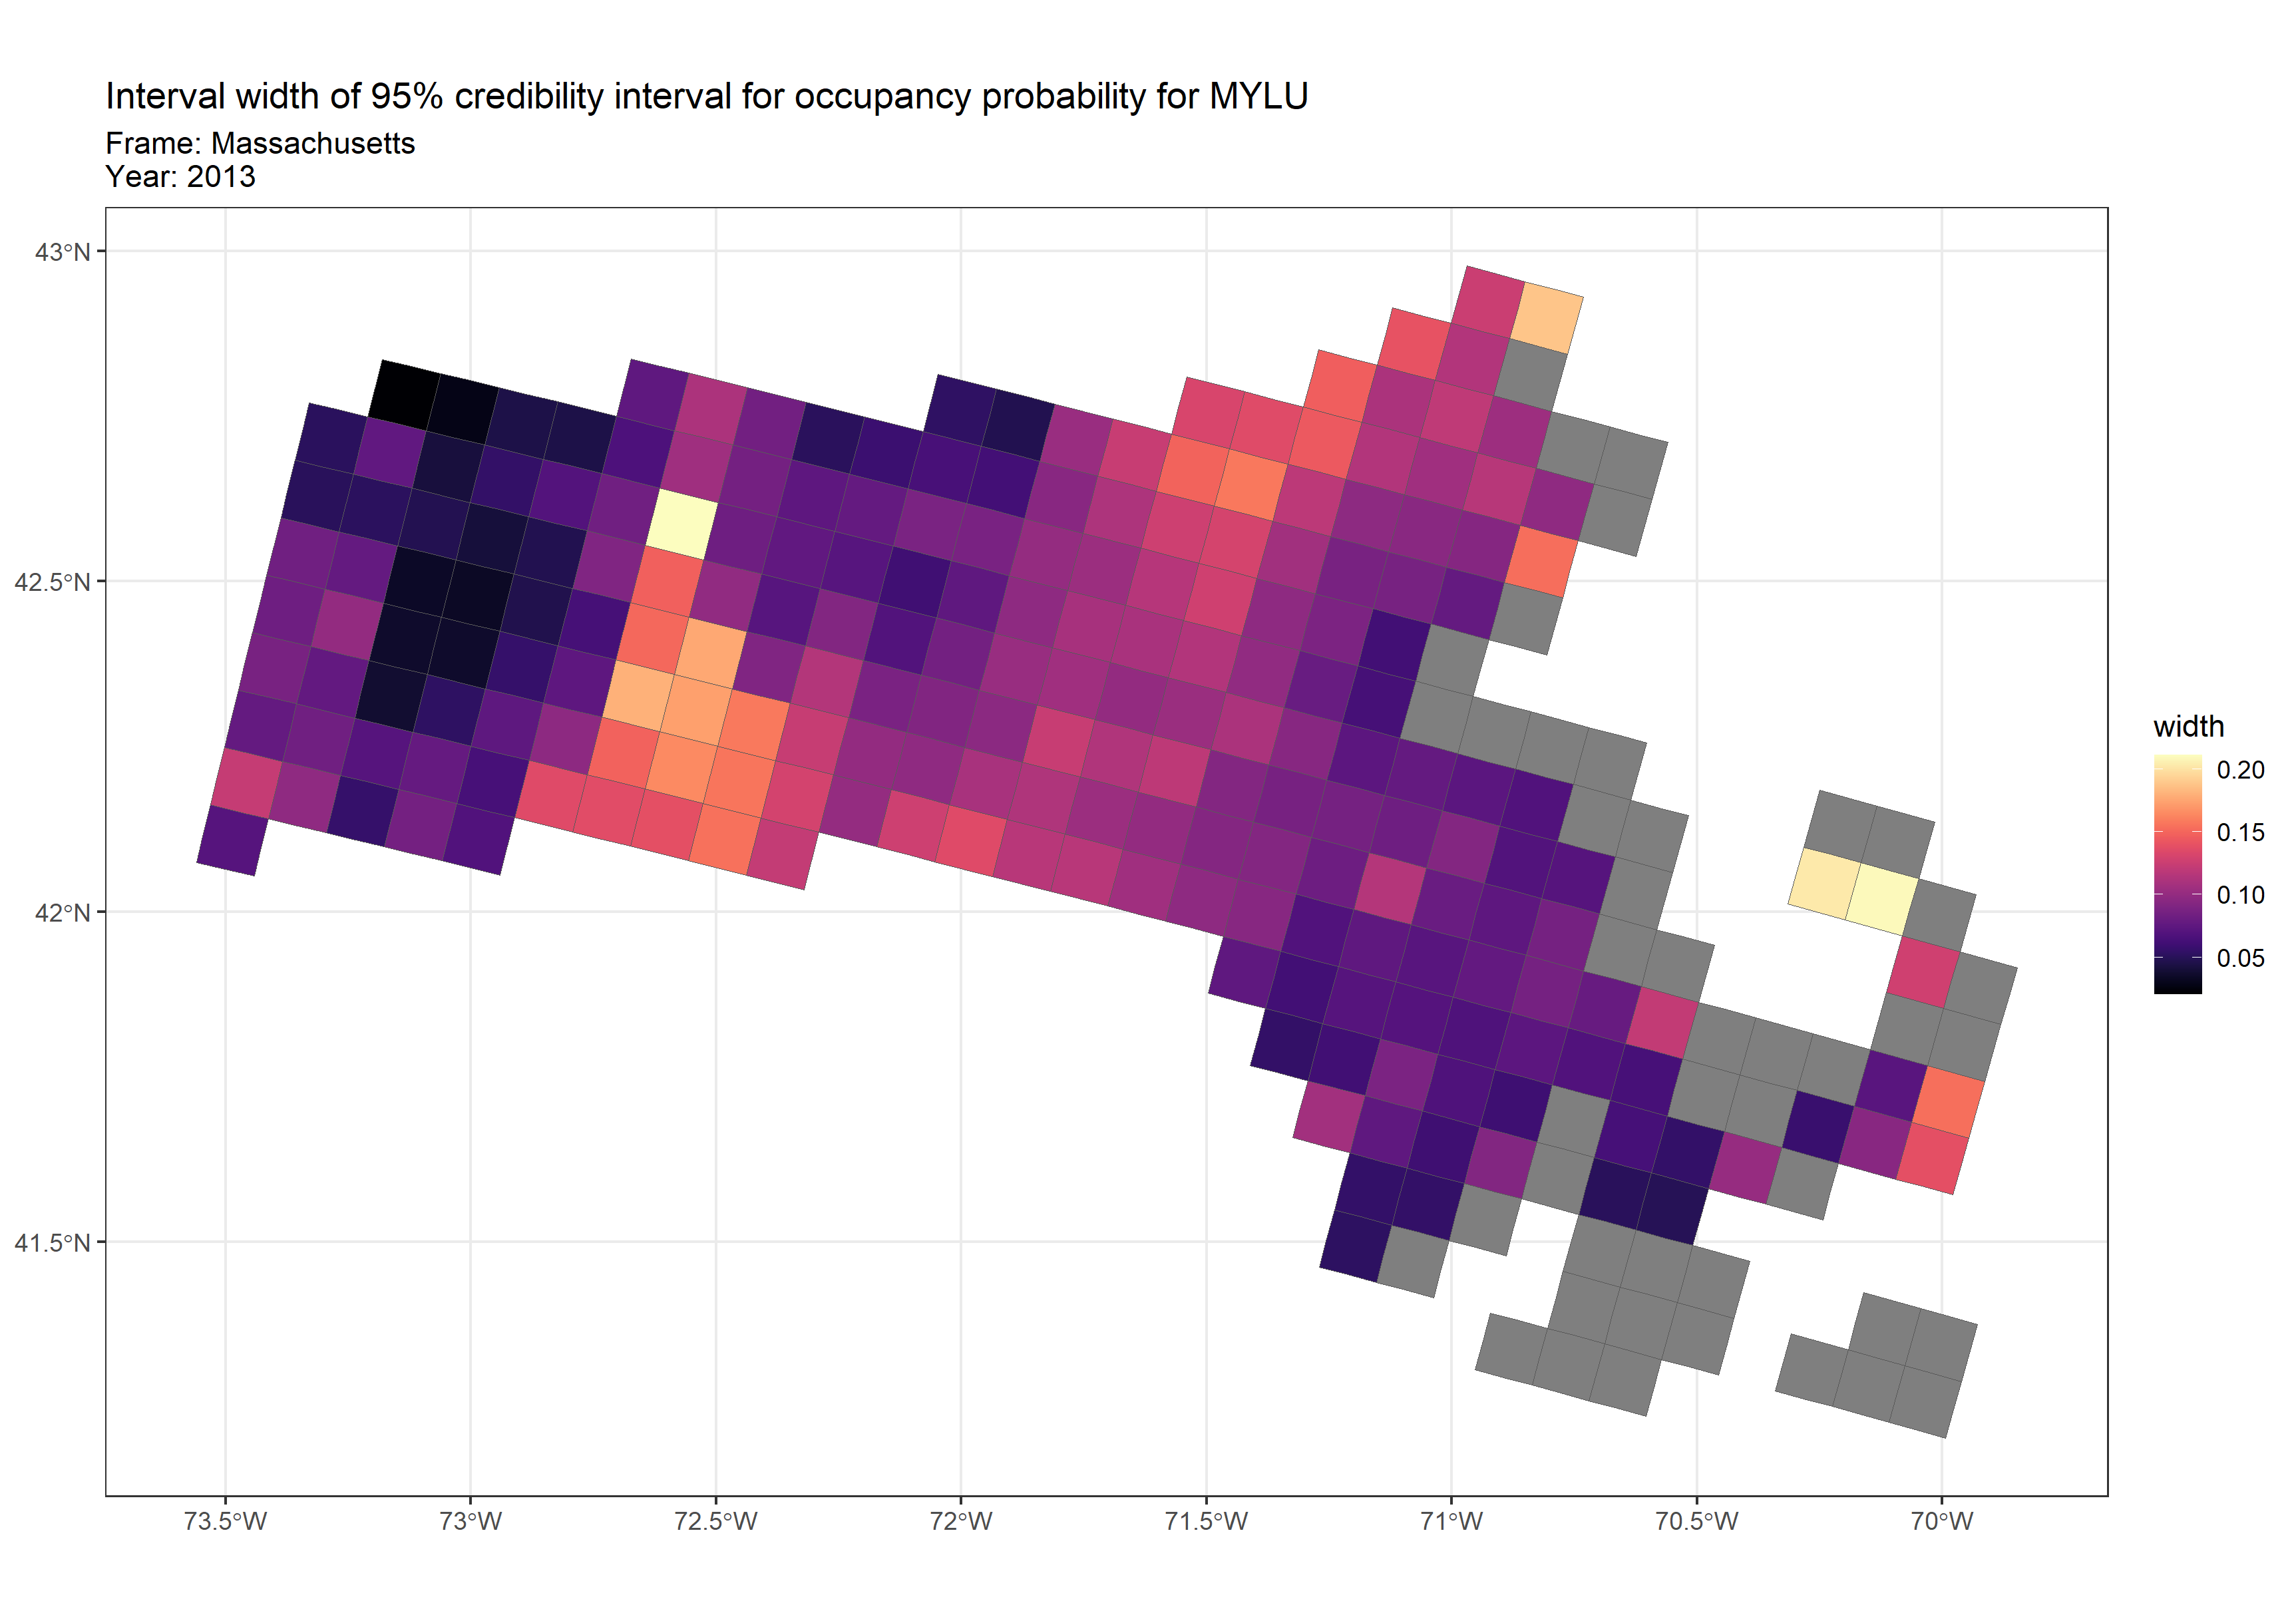 Interval width of 95% credibility interval for occupancy probability for MYLU
Frame: Massachusetts
Year: 2013
43°N
42.5°N
42°N
41.5°N
73.5°W
73°W
72.5°W
72°W
71.5°W
71°W
70.5°W
70°W
width
0.20
0.15
0.10
0.05